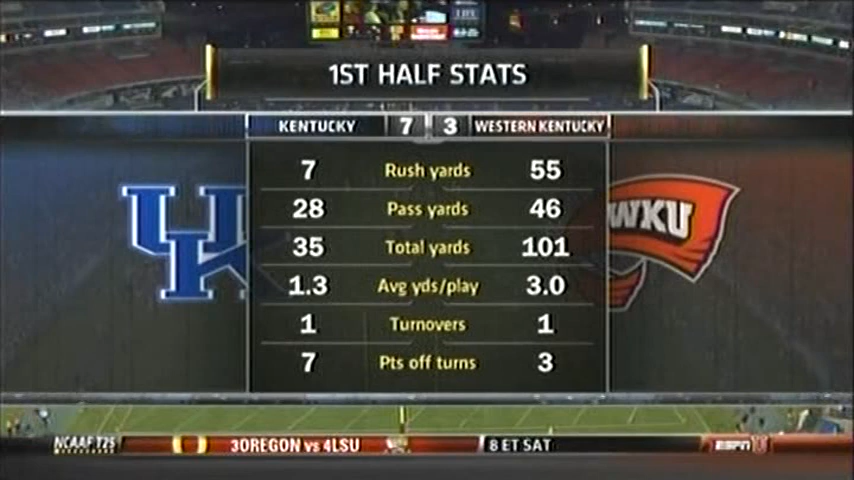 1ST HALF STATS
KENTUCKY 7 3 WESTERN KENTUCKY
7 Rush yards 55
28 Pass yards 46
35 Total yards 101
1.3 Avg yds/play 3.0
1 Turnovers 1
7 Pts off turns 3
UK
WKU
NCAAF T25 3OREGON vs 4LSU 8 ET SAT ESPNU